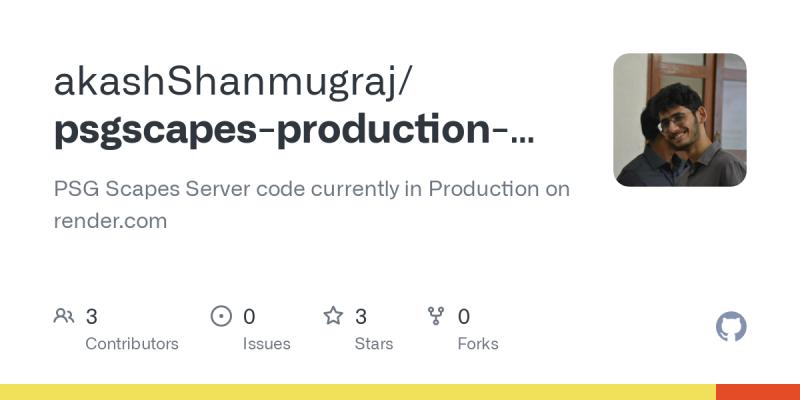 akashShanmugraj/
psgscapes-production-...
PSG Scapes Server code currently in Production on
render.com
3
Contributors
0
Issues
3
Stars
0
Forks